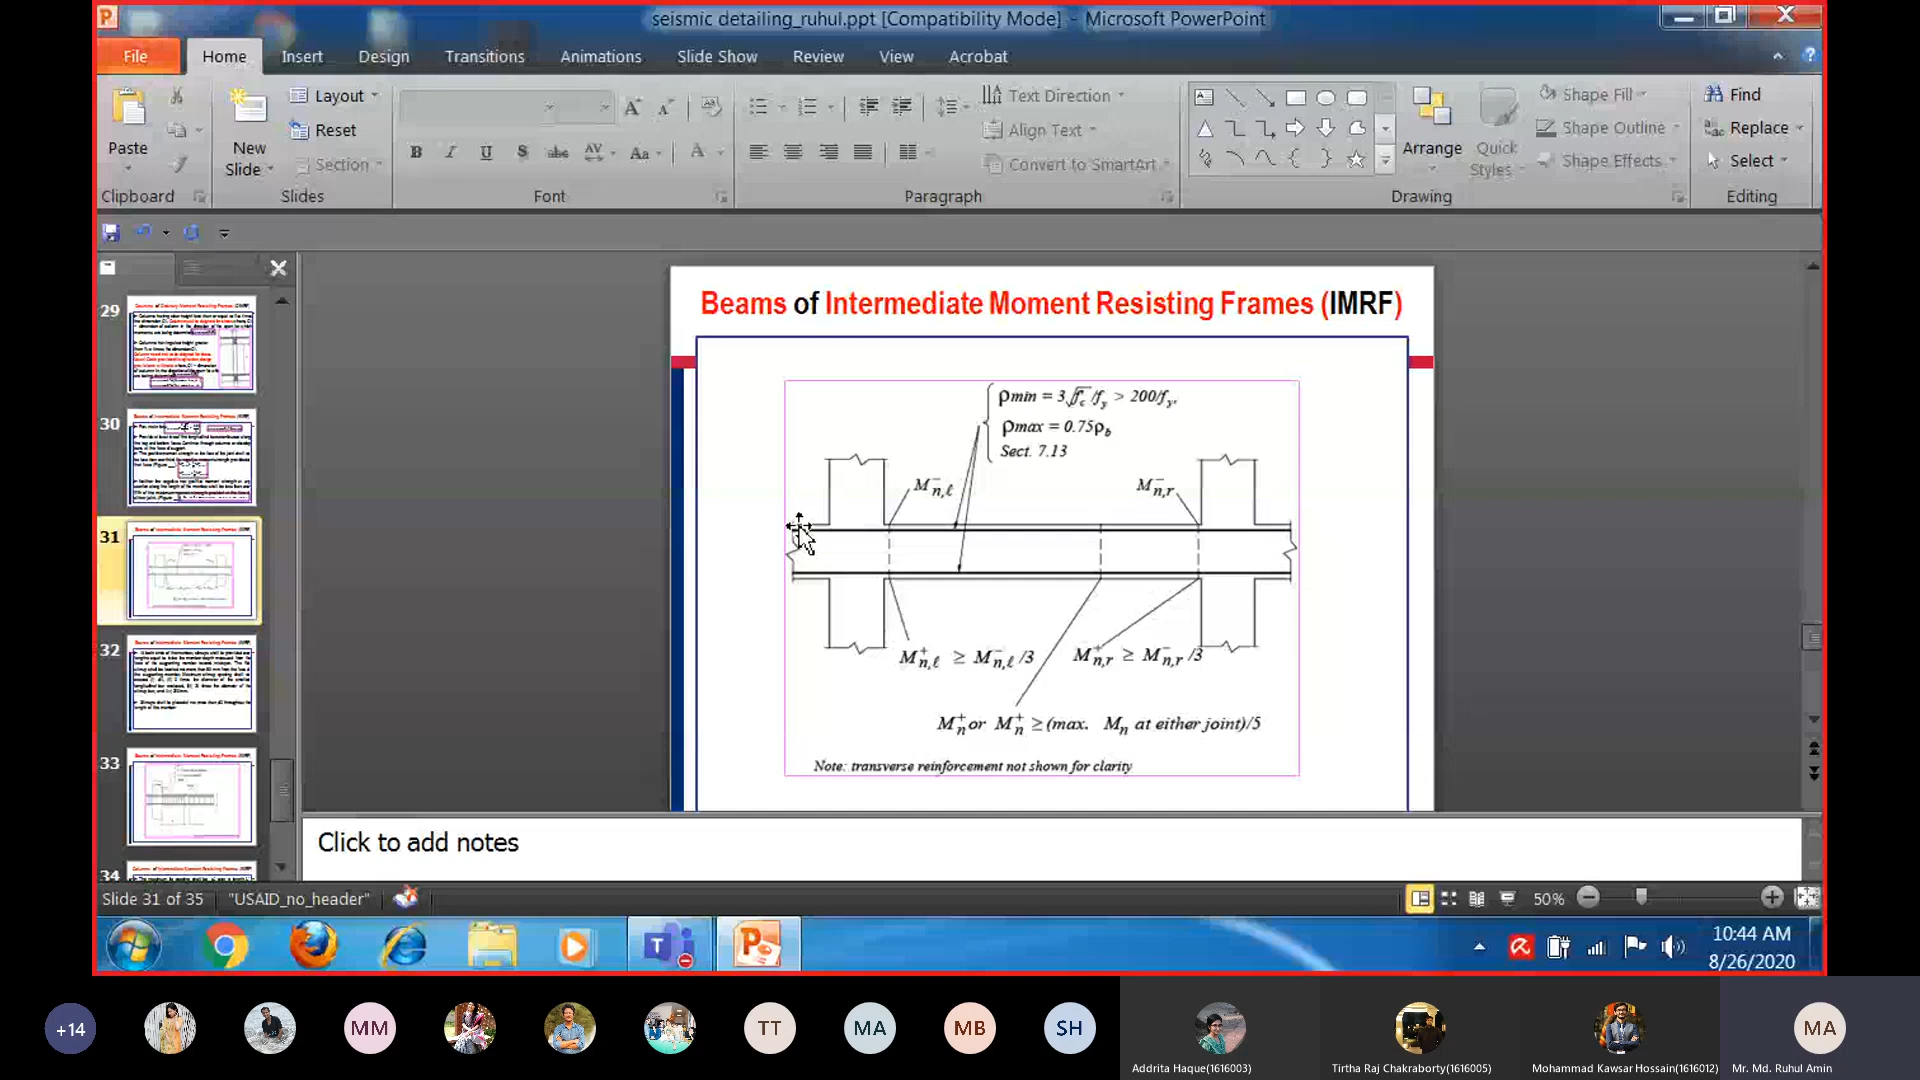 seismic detailing_ruhul.ppt [Compatibility Mode] - Microsoft PowerPoint
File Home Insert Design Transitions Animations Slide Show Review View Acrobat
Paste
New Slide
Layout
Reset
Section
Text Direction
Align Text
Convert to SmartArt
Arrange
Quick Styles
Shape Fill
Shape Outline
Shape Effects
Find
Replace
Select
Clipboard Slides Font Paragraph Drawing Editing
29
30
31
32
33
34
Beams of Intermediate Moment Resisting Frames (IMRF)
ρmin = 3√f'c /fy > 200/fy,
ρmax = 0.75ρb
Sect. 7.13
M⁻n,ℓ
M⁻n,r
M⁺n,ℓ ≥ M⁻n,ℓ /3
M⁺n,r ≥ M⁻n,r /3
M⁺n or M⁺n ≥ (max. Mn at either joint)/5
Note: transverse reinforcement not shown for clarity
Click to add notes
Slide 31 of 35 "USAID_no_header" 50%
10:44 AM
8/26/2020
+14
MM
TT
MA
MB
SH
MA
Addrita Haque(1616003)
Tirtha Raj Chakraborty(1616005)
Mohammad Kawsar Hossain(1616012)
Mr. Md. Ruhul Amin